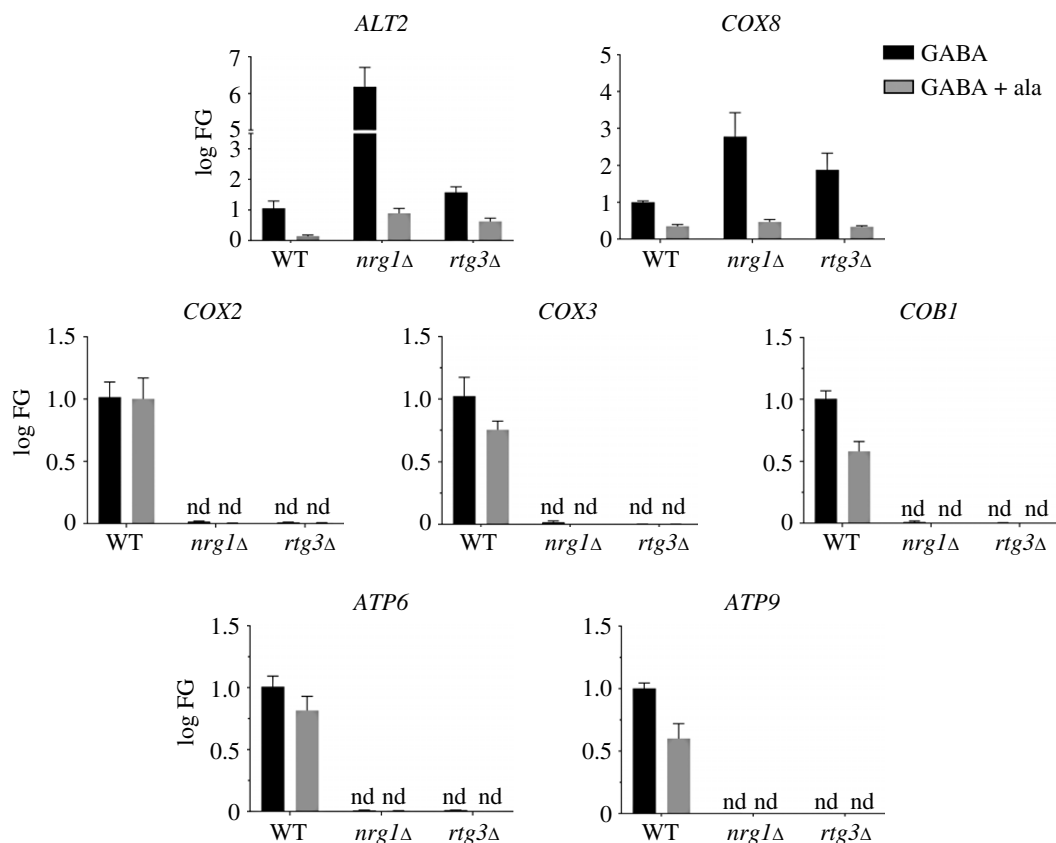 ALT2
COX8
7
6
5
3
2
1
0
log FG
WT nrg1Δ rtg3Δ
5
4
3
2
1
0
WT nrg1Δ rtg3Δ
GABA
GABA + ala
COX2
COX3
COB1
1.5
1.0
0.5
0
log FG
nd nd nd nd
WT nrg1Δ rtg3Δ
1.5
1.0
0.5
0
nd nd nd nd
WT nrg1Δ rtg3Δ
1.5
1.0
0.5
0
nd nd nd nd
WT nrg1Δ rtg3Δ
ATP6
ATP9
1.5
1.0
0.5
0
log FG
nd nd nd nd
WT nrg1Δ rtg3Δ
1.5
1.0
0.5
0
nd nd nd nd
WT nrg1Δ rtg3Δ